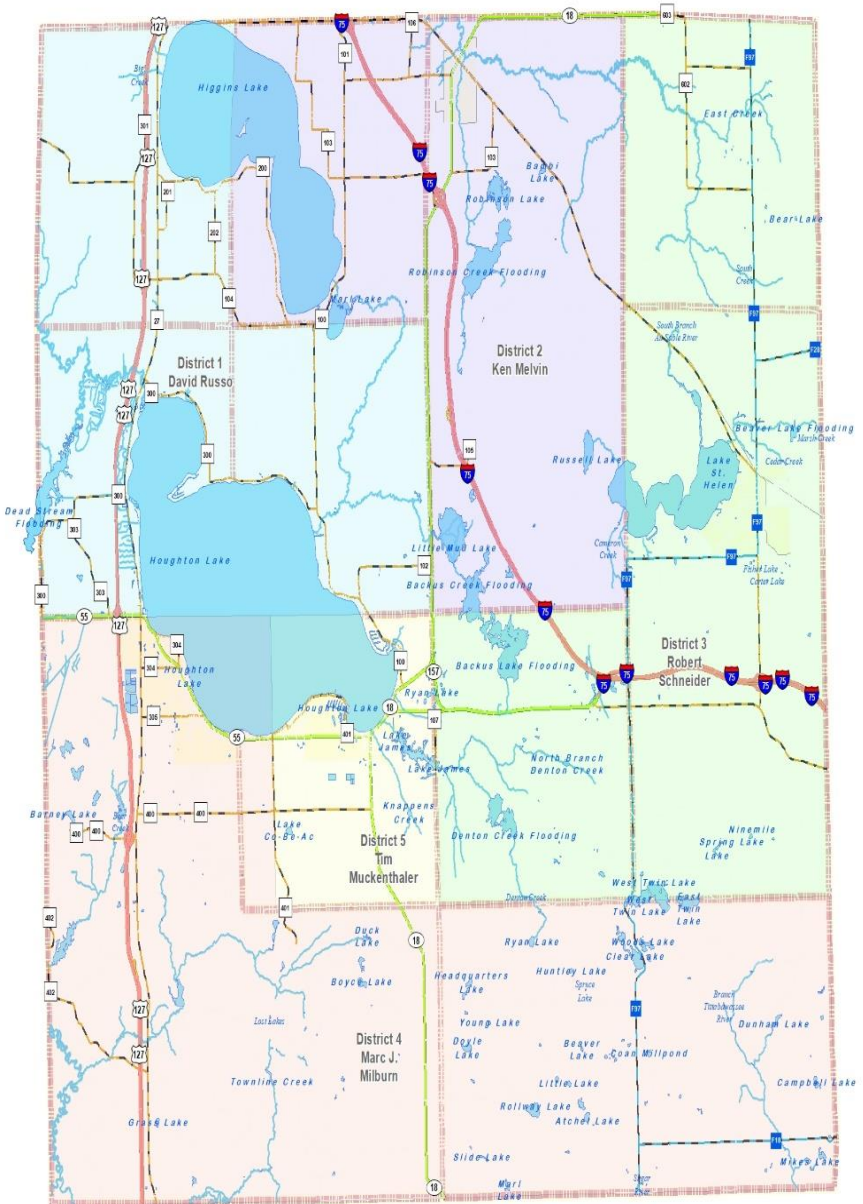 127
75
106
18
603
101
F97
602
Higgins Lake
East Creek
301
127
103
75
103
75
201
200
Bambi
Lake
Robinson Lake
202
Bear Lake
127
Robinson Creek Flooding
South
Creek
104
Marl Lake
27
100
F97
South Branch
Au Sable River
District 1
David Russo
District 2
Ken Melvin
F20
127
127
300
Beaver Lake Flooding
Marsh Creek
300
105
75
Russell Lake
Lake
St.
Helen
Cedar Creek
Dead Stream
Flooding
300
303
F97
Houghton Lake
Little Mud Lake
Cameron
Creek
F97
102
Backus Creek Flooding
F97
300
303
75
55
127
304
304
District 3
Robert
Schneider
Houghton
Lake
100
157
Backus Lake Flooding
75
75
75
75
75
75
Ryan Lake
Houghton Lake
18
305
401
107
55
Lake
James
Lake James
North Branch
Denton Creek
Barney Lake
400
400
Knappens
Creek
400
400
Lake
Co-Be-Ac
Denton Creek Flooding
Ninemile
Spring Lake
Lake
District 5
Tim
Muckenthaler
West Twin Lake
West
Twin Lake
East
Twin
Lake
402
401
Duck
Lake
18
Ryan Lake
Woods Lake
Clear Lake
402
Boyce Lake
Headquarters
Lake
Huntley Lake
Spruce
Lake
127
F97
Lost Lakes
Young Lake
Dunham Lake
127
District 4
Marc J.
Milburn
Doyle
Lake
Beaver
Lake
Coan Millpond
Townline Creek
Little Lake
Campbell Lake
Rollway Lake
Atchel Lake
Grass Lake
F18
Slide Lake
Mikes Lake
18
Marl
Lake